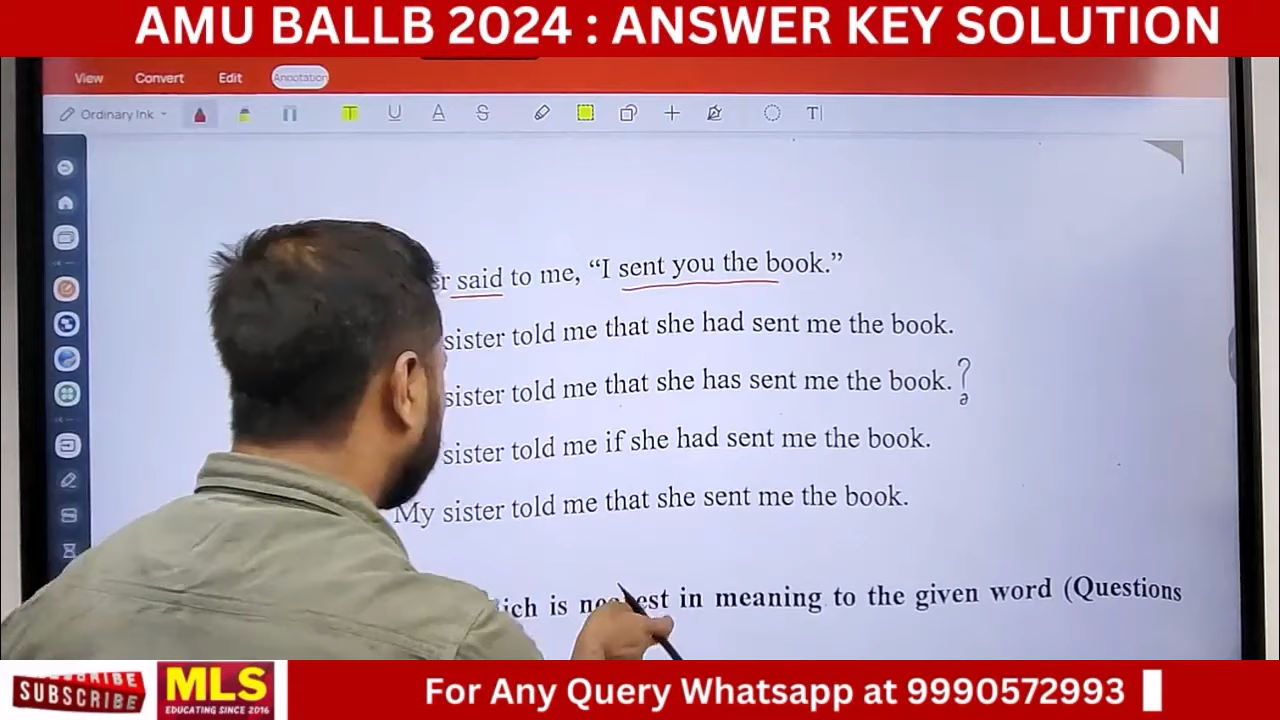 AMU BALLB 2024 : ANSWER KEY SOLUTION
View Convert Edit Annotation
Ordinary Ink T U A S T
said to me, “I sent you the book.”
sister told me that she had sent me the book.
sister told me that she has sent me the book. ?
sister told me if she had sent me the book.
My sister told me that she sent me the book.
is in meaning to the given word (Questions
SUBSCRIBE
MLS
EDUCATING SINCE 2016
For Any Query Whatsapp at 9990572993